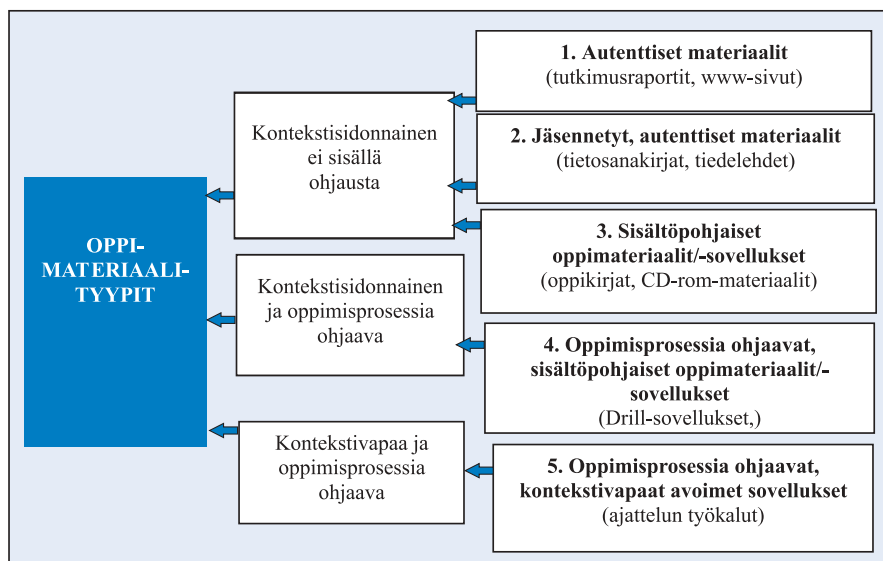 OPPI-
MATERIAALI-
TYYPIT
Kontekstisidonnainen
ei sisällä
ohjausta
1. Autenttiset materiaalit
(tutkimusraportit, www-sivut)
2. Jäsennetyt, autenttiset materiaalit
(tietosanakirjat, tiedelehdet)
3. Sisältöpohjaiset
oppimateriaalit/-sovellukset
(oppikirjat, CD-rom-materiaalit)
Kontekstisidonnainen
ja oppimisprosessia
ohjaava
4. Oppimisprosessia ohjaavat,
sisältöpohjaiset oppimateriaalit/-
sovellukset
(Drill-sovellukset,)
Kontekstivapaa ja
oppimisprosessia
ohjaava
5. Oppimisprosessia ohjaavat,
kontekstivapaat avoimet sovellukset
(ajattelun työkalut)